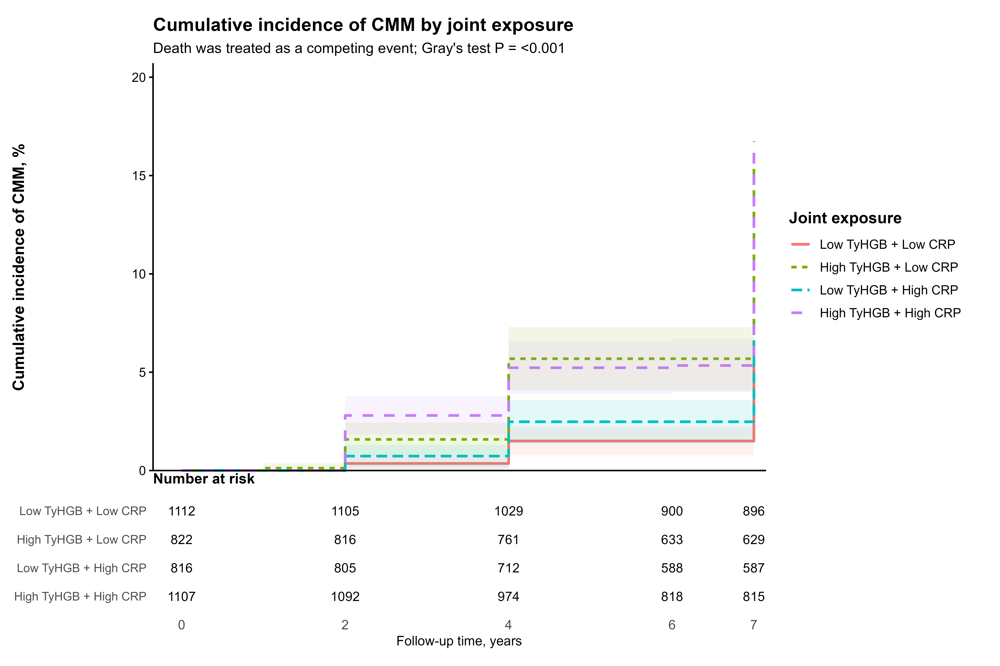 Cumulative incidence of CMM by joint exposure
Death was treated as a competing event; Gray's test P = <0.001
Cumulative incidence of CMM, %
20
15
10
5
0
Joint exposure
Low TyHGB + Low CRP
High TyHGB + Low CRP
Low TyHGB + High CRP
High TyHGB + High CRP
Number at risk
Low TyHGB + Low CRP 1112 1105 1029 900 896
High TyHGB + Low CRP 822 816 761 633 629
Low TyHGB + High CRP 816 805 712 588 587
High TyHGB + High CRP 1107 1092 974 818 815
0 2 4 6 7
Follow-up time, years